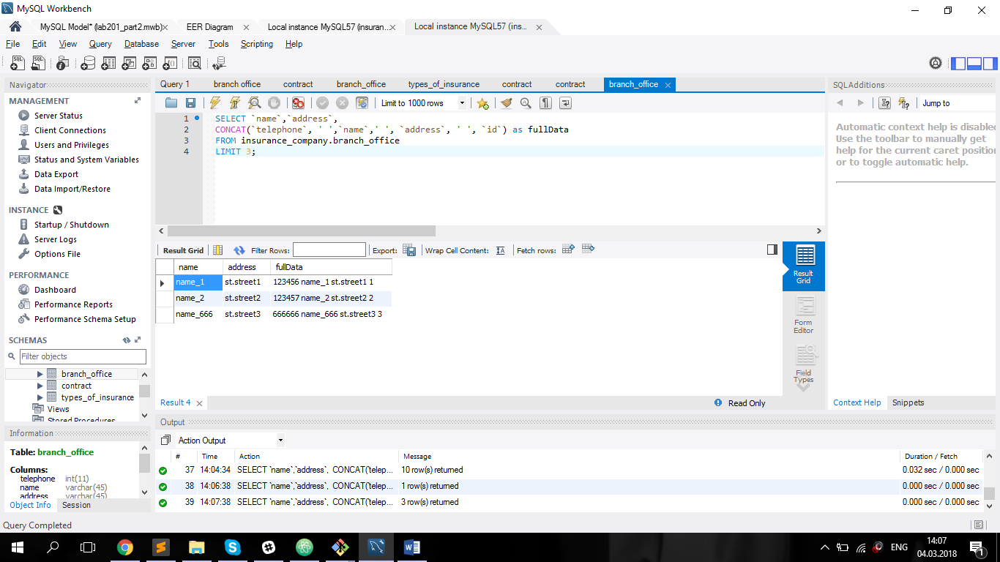 MySQL Workbench
MySQL Model* (lab201_part2.mwb)
EER Diagram
Local instance MySQL57 (insuran...
Local instance MySQL57 (ins...
File Edit View Query Database Server Tools Scripting Help
Navigator
MANAGEMENT
Server Status
Client Connections
Users and Privileges
Status and System Variables
Data Export
Data Import/Restore
INSTANCE
Startup / Shutdown
Server Logs
Options File
PERFORMANCE
Dashboard
Performance Reports
Performance Schema Setup
SCHEMAS
Filter objects
branch_office
contract
types_of_insurance
Views
Stored Procedures
Information
Table: branch_office
Columns:
telephone int(11)
name varchar(45)
address varchar(45)
Object Info Session
Query 1 branch office contract branch_office types_of_insurance contract contract branch_office
Limit to 1000 rows
1 SELECT `name`,`address`,
2 CONCAT(`telephone`, ' ',`name`,' ', `address`, ' ', `id`) as fullData
3 FROM insurance_company.branch_office
4 LIMIT 3;
Result Grid Filter Rows: Export: Wrap Cell Content: Fetch rows:
name address fullData
name_1 st.street1 123456 name_1 st.street1 1
name_2 st.street2 123457 name_2 st.street2 2
name_666 st.street3 666666 name_666 st.street3 3
Result Grid
Form Editor
Field Types
Result 4
Read Only
SQLAdditions
Jump to
Automatic context help is disabled
Use the toolbar to manually get
help for the current caret position
or to toggle automatic help.
Context Help Snippets
Output
Action Output
# Time Action Message Duration / Fetch
37 14:04:34 SELECT `name`,`address`, CONCAT(`telep... 10 row(s) returned 0.032 sec / 0.000 sec
38 14:06:38 SELECT `name`,`address`, CONCAT(`telep... 1 row(s) returned 0.000 sec / 0.000 sec
39 14:07:38 SELECT `name`,`address`, CONCAT(`telep... 3 row(s) returned 0.000 sec / 0.000 sec
Query Completed
ENG
14:07
04.03.2018
1